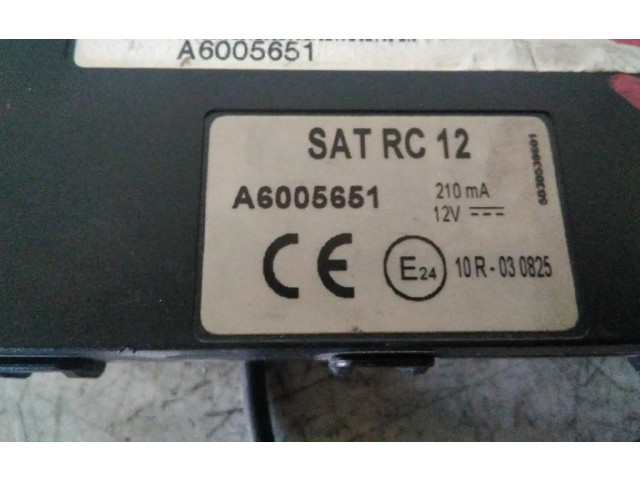 A6005651
SAT RC 12
A6005651
210 mA
12V
CE
E24
10 R - 03 0825